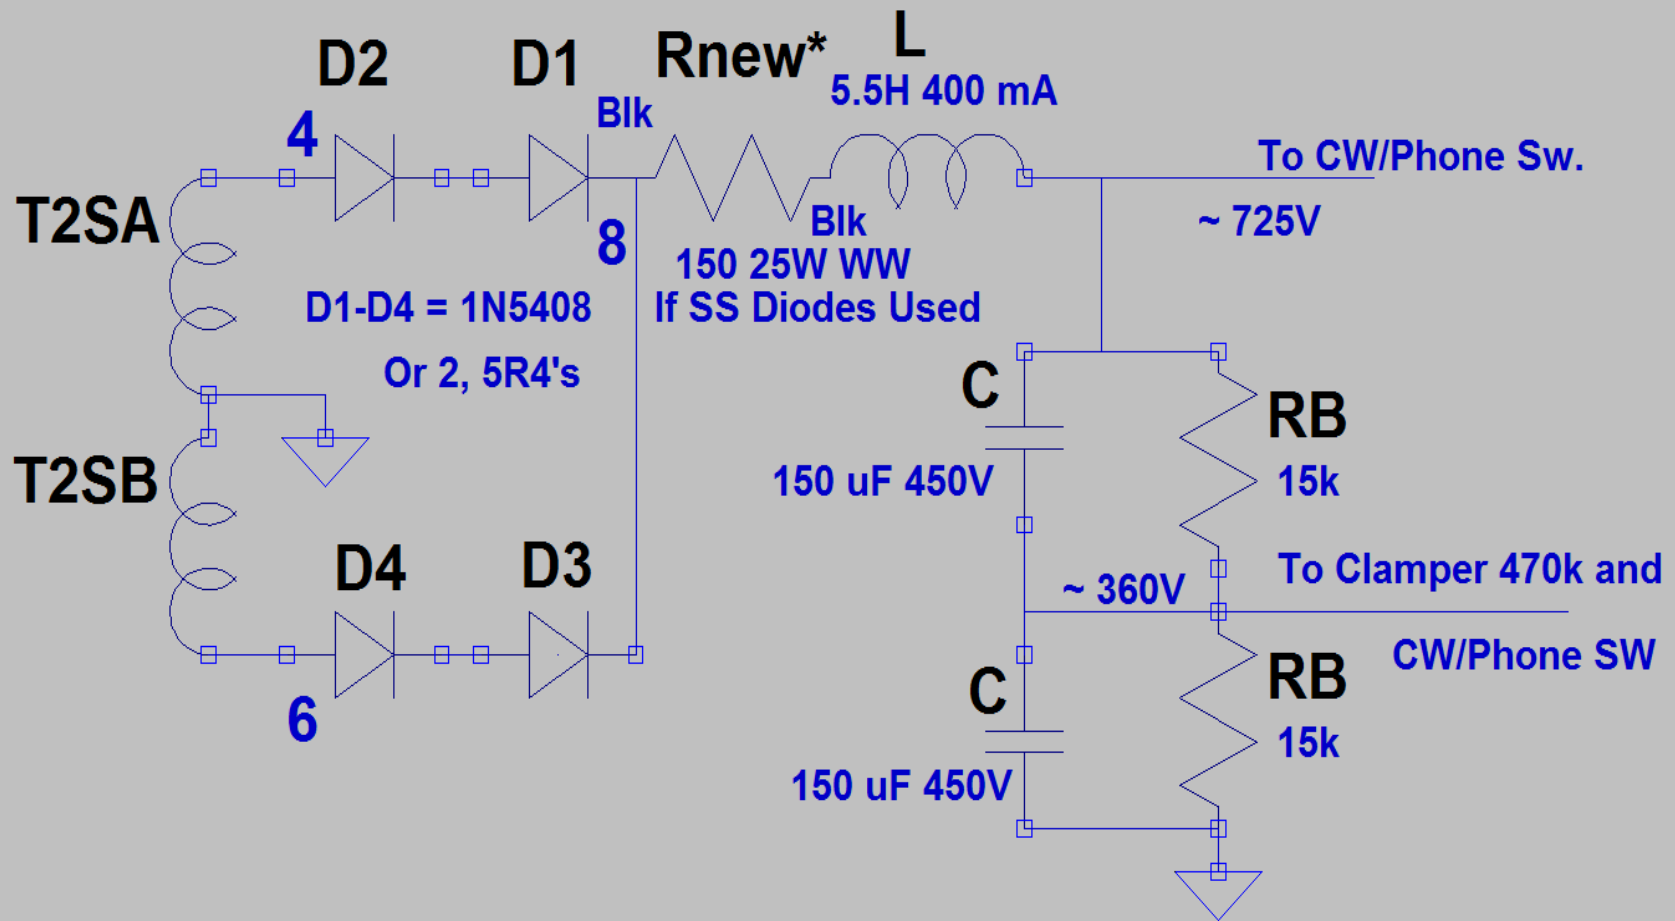 D2
D1
Rnew*
L
5.5H 400 mA
4
Blk
To CW/Phone Sw.
T2SA
8
Blk
~ 725V
150 25W WW
D1-D4 = 1N5408
If SS Diodes Used
Or 2, 5R4's
C
RB
T2SB
150 uF 450V
15k
D4
D3
~ 360V
To Clamper 470k and
CW/Phone SW
6
C
RB
15k
150 uF 450V